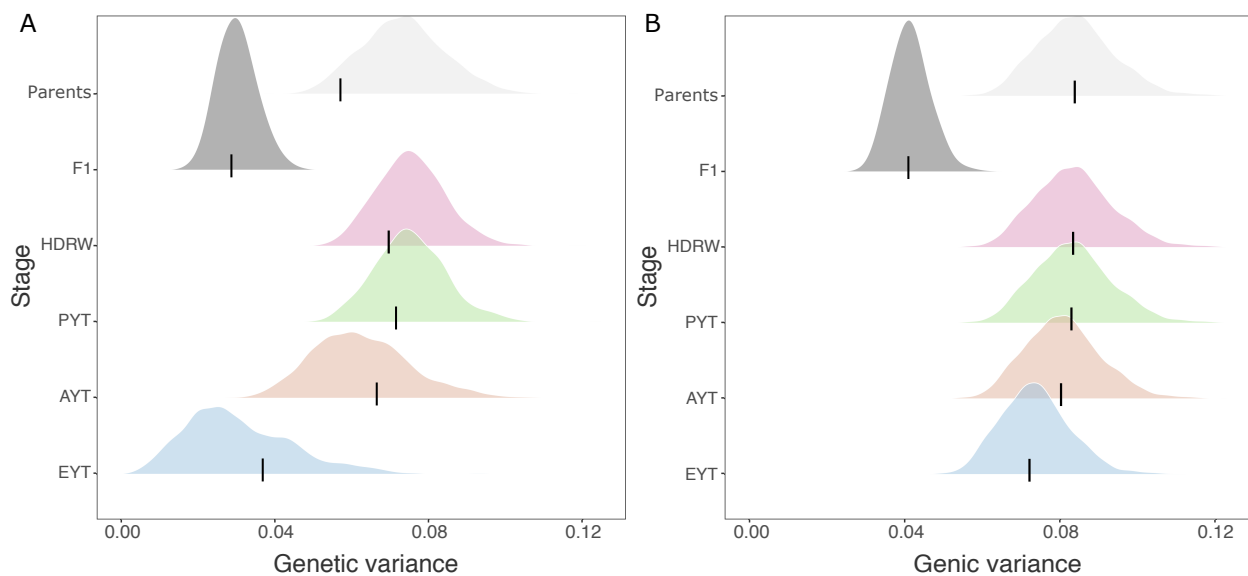 A
Parents
F1
HDRW
PYT
AYT
EYT
Stage
0.00
0.04
0.08
0.12
Genetic variance
B
Parents
F1
HDRW
PYT
AYT
EYT
Stage
0.00
0.04
0.08
0.12
Genic variance